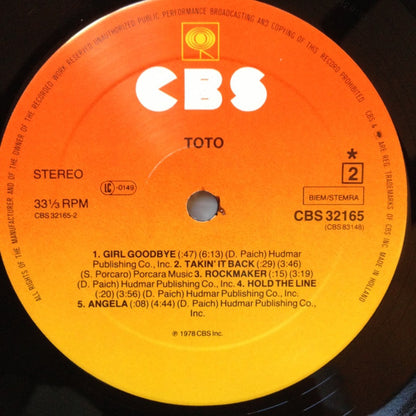 ALL RIGHTS OF THE MANUFACTURER AND OF THE OWNER OF THE RECORDED WORK RESERVED UNAUTHORIZED PUBLIC PERFORMANCE BROADCASTING AND COPYING OF THIS RECORD PROHIBITED
CBS & ARE REG. TRADEMARKS OF CBS INC. MADE IN HOLLAND
CBS
TOTO
STEREO
LC-0149
33⅓ RPM
CBS 32165-2
*
2
BIEM/STEMRA
CBS 32165
(CBS 83148)
1. GIRL GOODBYE (:47) (6:13) (D. Paich) Hudmar
Publishing Co., Inc. 2. TAKIN' IT BACK (:29) (3:46)
(S. Porcaro) Porcara Music 3. ROCKMAKER (:15) (3:19)
(D. Paich) Hudmar Publishing Co., Inc. 4. HOLD THE LINE
(:20) (3:56) (D. Paich) Hudmar Publishing Co., Inc.
5. ANGELA (:08) (4:44) (D. Paich) Hudmar Publishing Co.,
Inc.
℗ 1978 CBS Inc.